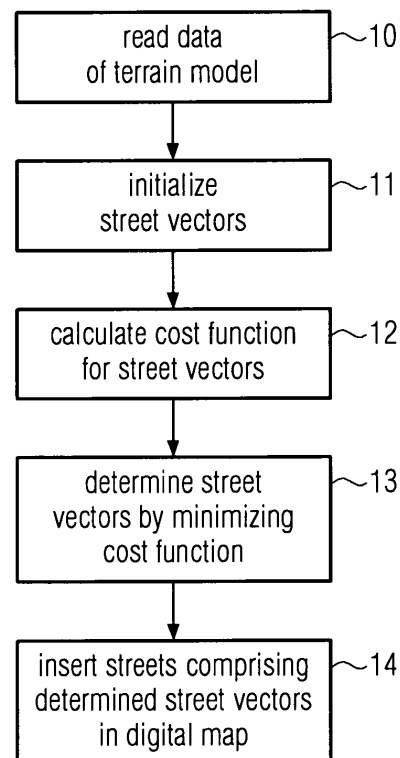 read data
of terrain model
10
initialize
street vectors
11
calculate cost function
for street vectors
12
determine street
vectors by minimizing
cost function
13
insert streets comprising
determined street vectors
in digital map
14